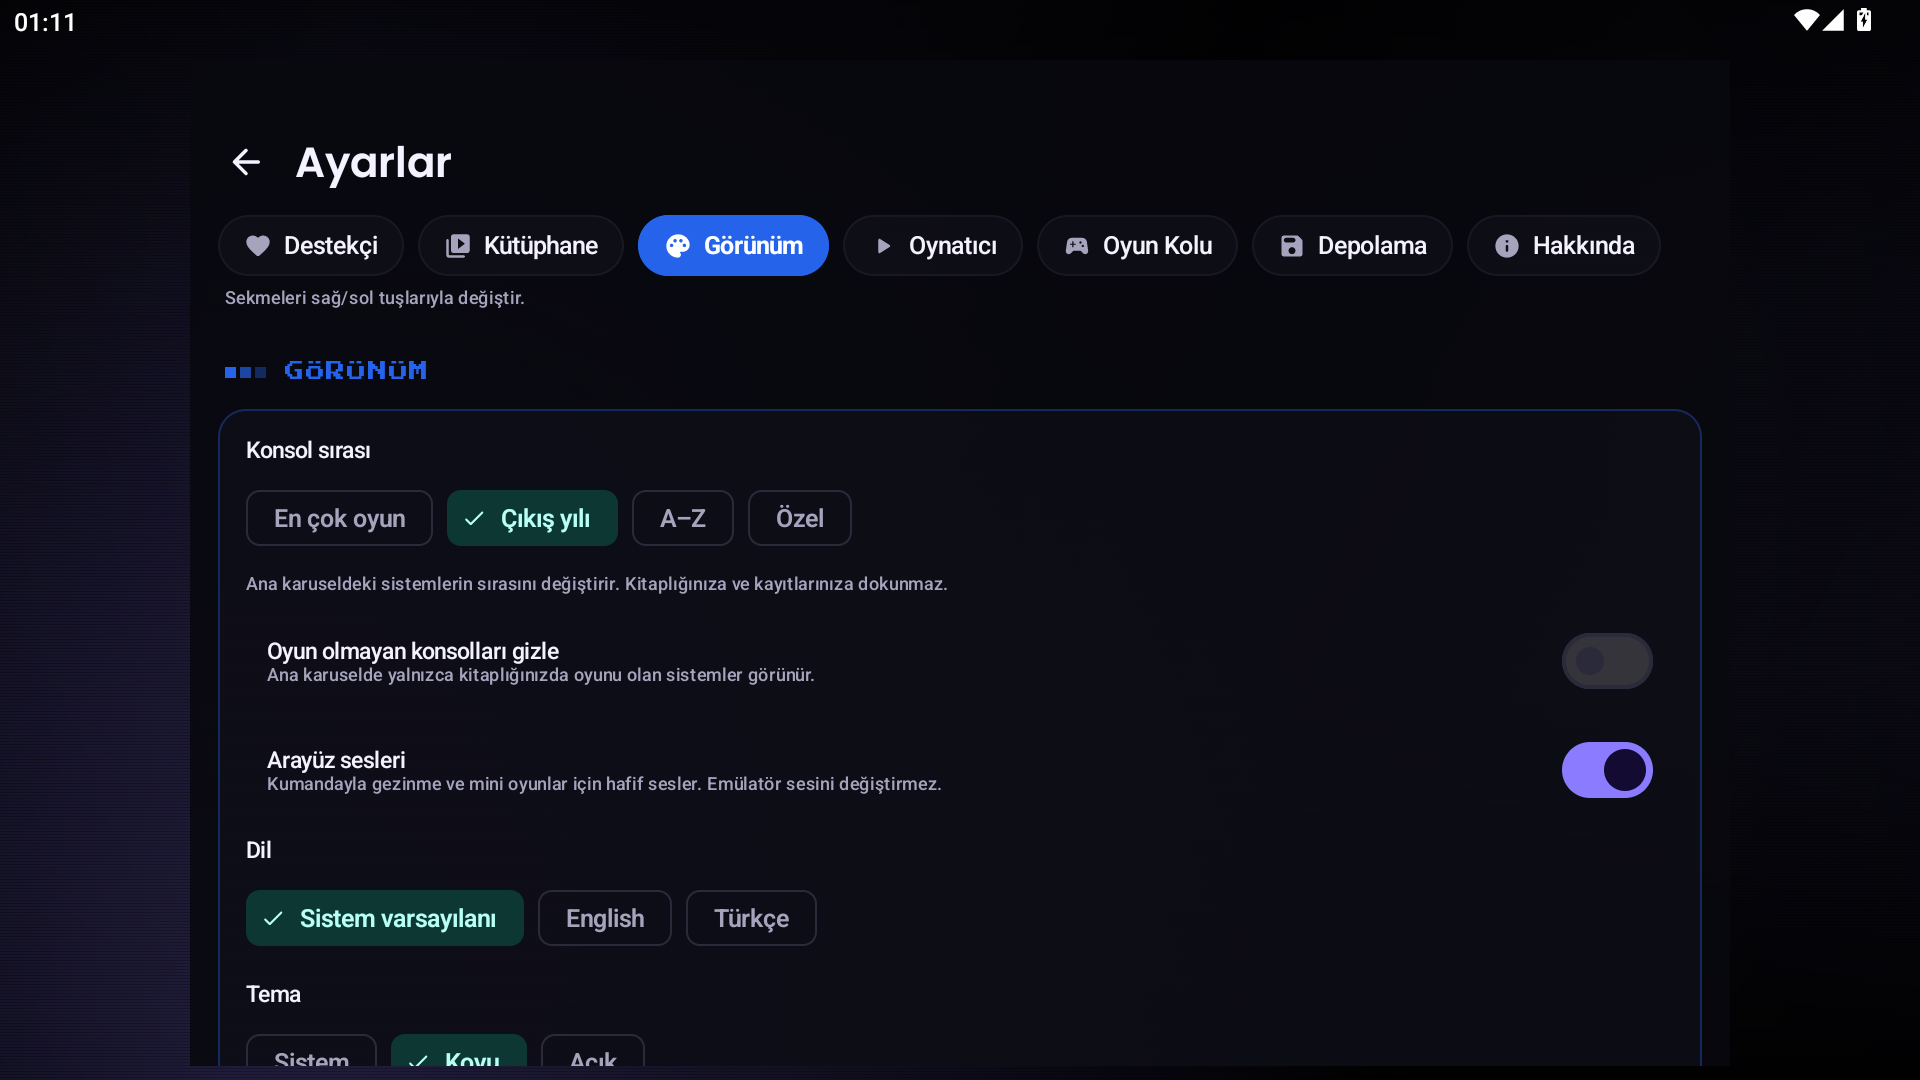 01:11
Ayarlar
Destekçi
Kütüphane
Görünüm
Oynatıcı
Oyun Kolu
Depolama
Hakkında
Sekmeleri sağ/sol tuşlarıyla değiştir.
GöRüNüM
Konsol sırası
En çok oyun
Çıkış yılı
A–Z
Özel
Ana karuseldeki sistemlerin sırasını değiştirir. Kitaplığınıza ve kayıtlarınıza dokunmaz.
Oyun olmayan konsolları gizle
Ana karuselde yalnızca kitaplığınızda oyunu olan sistemler görünür.
Arayüz sesleri
Kumandayla gezinme ve mini oyunlar için hafif sesler. Emülatör sesini değiştirmez.
Dil
Sistem varsayılanı
English
Türkçe
Tema
Sistem
Koyu
Açık